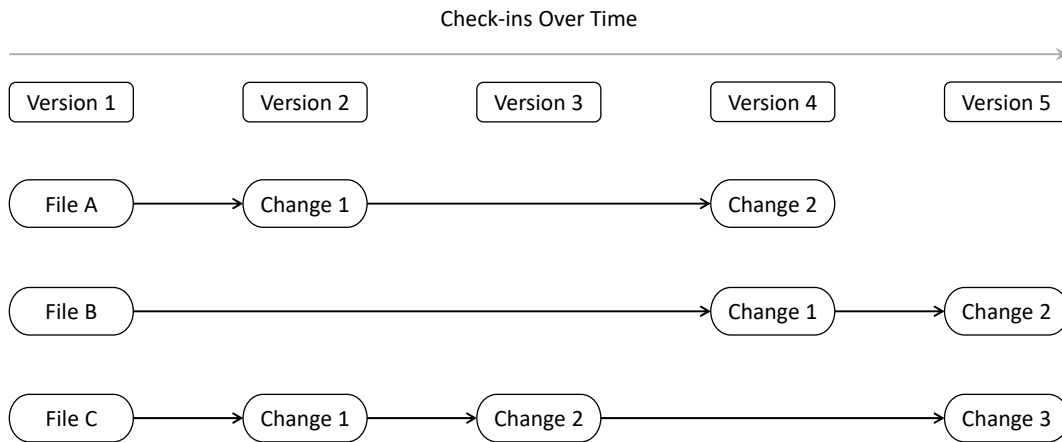 Check-ins Over Time
Version 1 Version 2 Version 3 Version 4 Version 5
File A Change 1 Change 2
File B Change 1 Change 2
File C Change 1 Change 2 Change 3